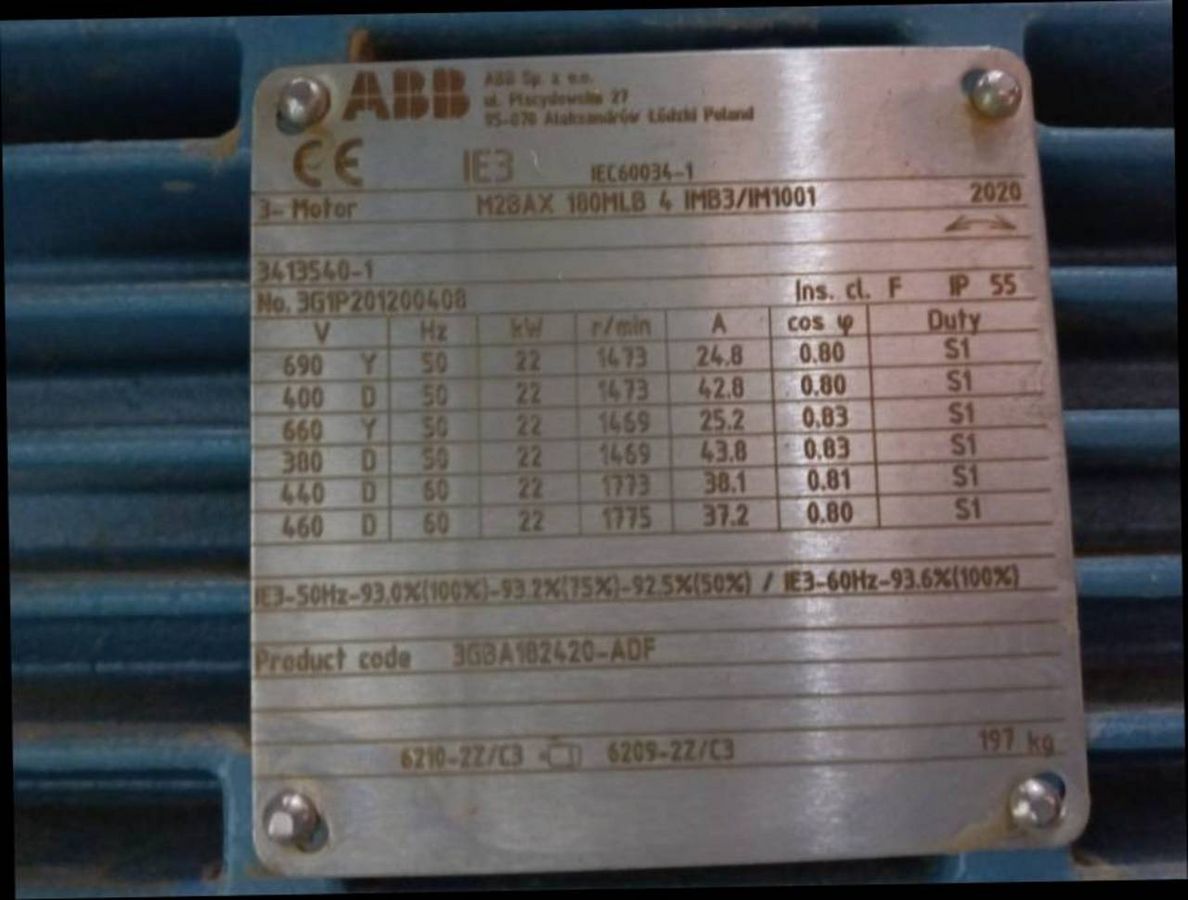 ABB
ABB Sp. z o.o.
ul. Placydowska 27
95-070 Aleksandrów Łódzki Poland
CE IE3 IEC60034-1
3~ Motor M2BAX 180MLB 4 IMB3/IM1001 2020
3413540-1
No. 3G1P201200408 Ins. cl. F IP 55
V Hz kW r/min A cos φ Duty
690 Y 50 22 1473 24.8 0.80 S1
400 D 50 22 1473 42.8 0.80 S1
660 Y 50 22 1469 25.2 0.83 S1
380 D 50 22 1469 43.8 0.83 S1
440 D 60 22 1773 38.1 0.81 S1
460 D 60 22 1775 37.2 0.80 S1
IE3-50Hz-93.0%(100%)-93.2%(75%)-92.5%(50%) / IE3-60Hz-93.6%(100%)
Product code 3GBA182420-ADF
6210-2Z/C3 6209-2Z/C3 197 kg